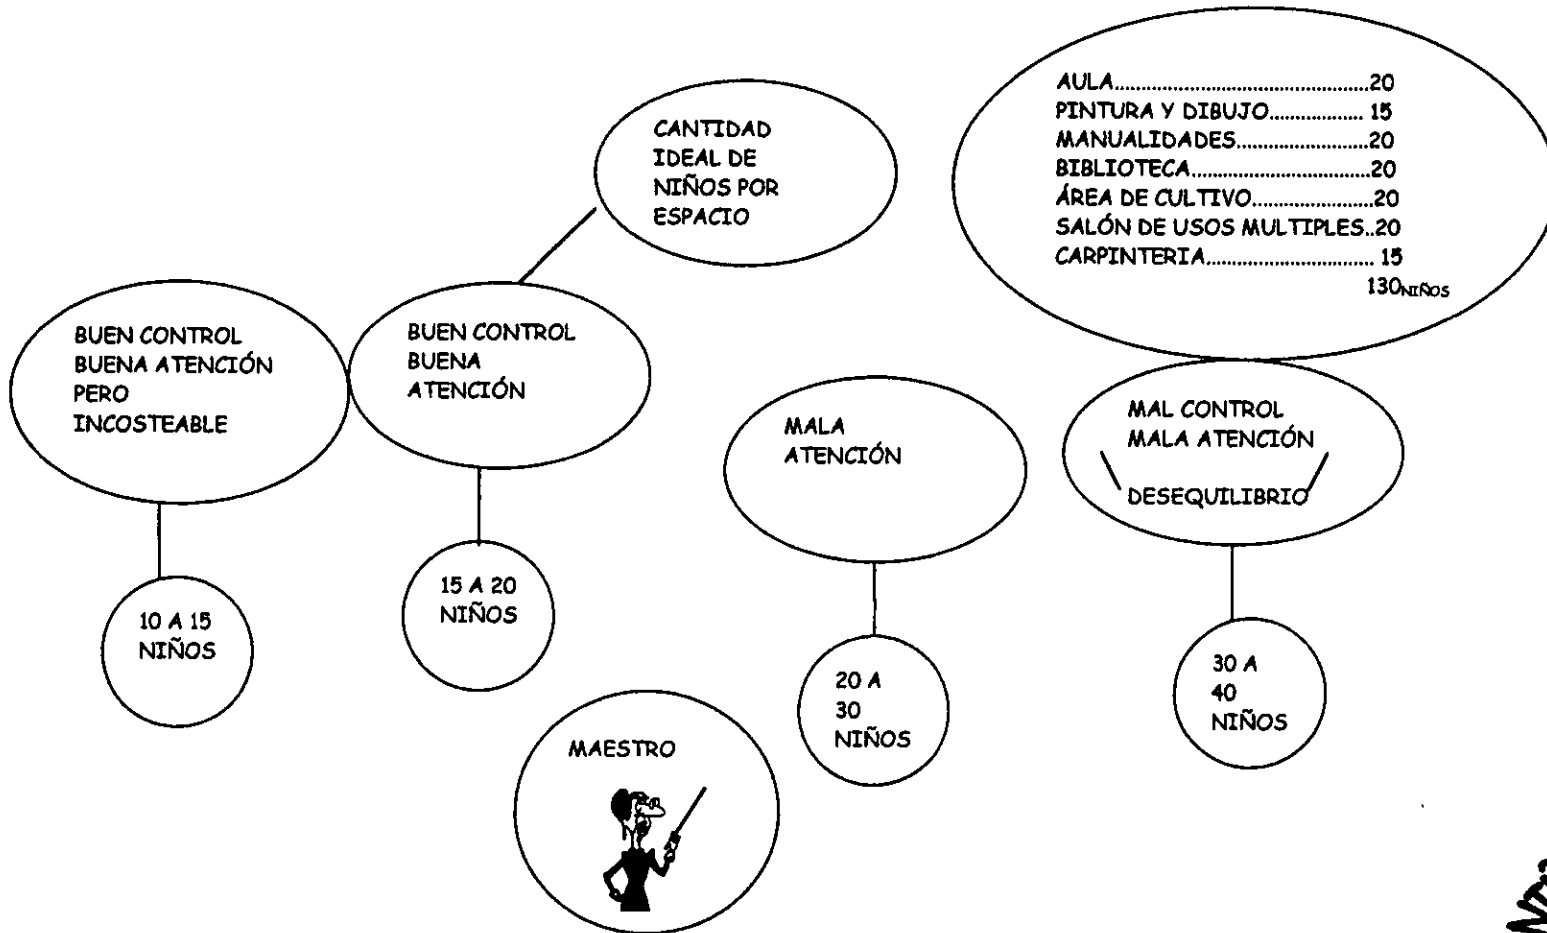 CANTIDAD
IDEAL DE
NIÑOS POR
ESPACIO
AULA.................................................20
PINTURA Y DIBUJO.................. 15
MANUALIDADES.........................20
BIBLIOTECA..................................20
ÁREA DE CULTIVO.......................20
SALÓN DE USOS MULTIPLES..20
CARPINTERIA................................ 15
130NIÑOS
BUEN CONTROL
BUENA ATENCIÓN
PERO
INCOSTEABLE
BUEN CONTROL
BUENA
ATENCIÓN
MALA
ATENCIÓN
MAL CONTROL
MALA ATENCIÓN
DESEQUILIBRIO
10 A 15
NIÑOS
15 A 20
NIÑOS
20 A
30
NIÑOS
30 A
40
NIÑOS
MAESTRO